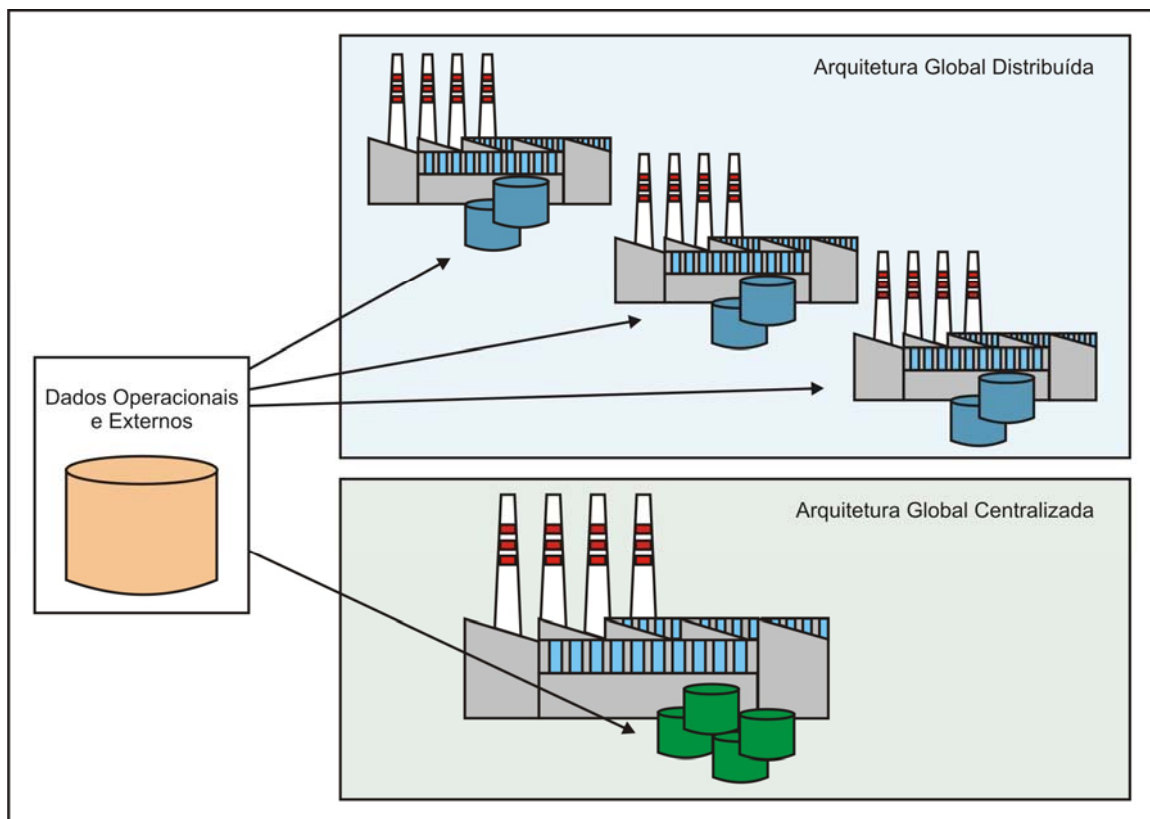 Arquitetura Global Distribuída
Dados Operacionais
e Externos
Arquitetura Global Centralizada